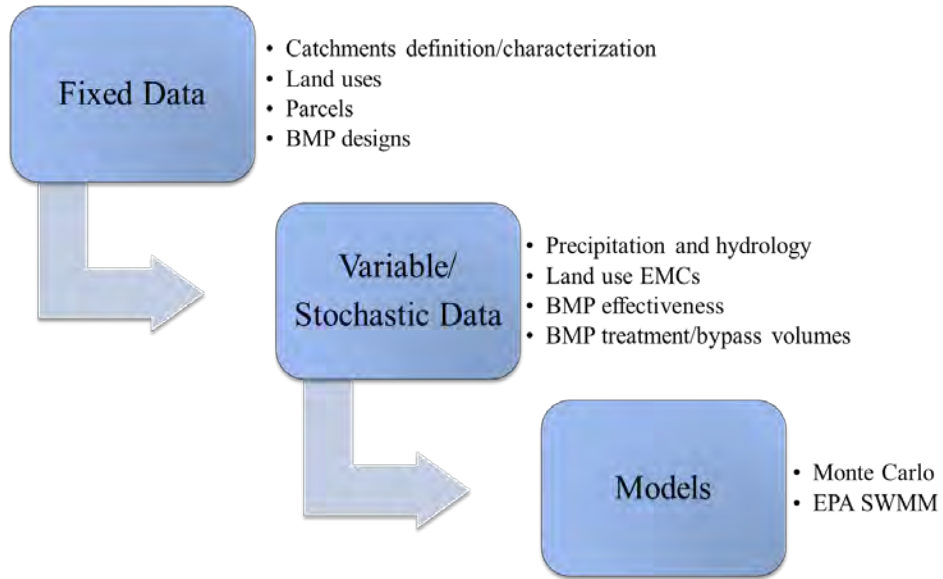 Fixed Data
• Catchments definition/characterization
• Land uses
• Parcels
• BMP designs
Variable/
Stochastic Data
• Precipitation and hydrology
• Land use EMCs
• BMP effectiveness
• BMP treatment/bypass volumes
Models
• Monte Carlo
• EPA SWMM